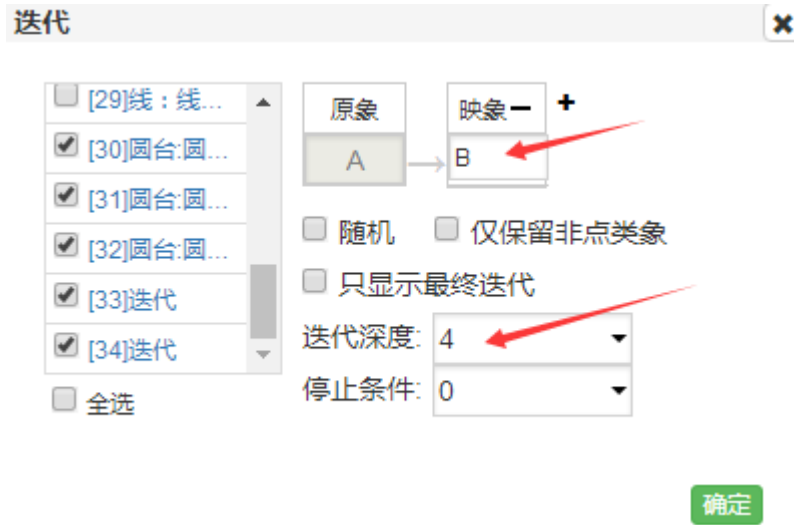 迭代
[29]线：线...
[30]圆台:圆...
[31]圆台:圆...
[32]圆台:圆...
[33]迭代
[34]迭代
全选
原象
映象
A
B
随机
仅保留非点类象
只显示最终迭代
迭代深度: 4
停止条件: 0
确定